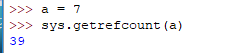 >>> a = 7
>>> sys.getrefcount(a)
39